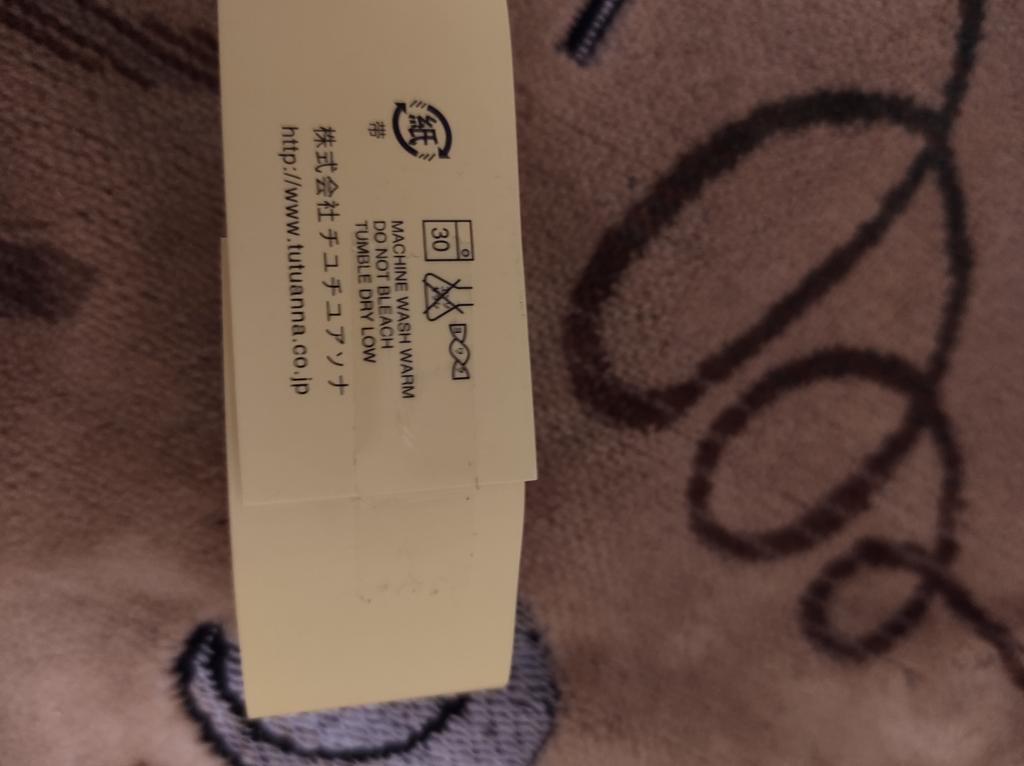 紙
帯
30
MACHINE WASH WARM
DO NOT BLEACH
TUMBLE DRY LOW
株式会社チュチュアンナ
http://www.tutuanna.co.jp